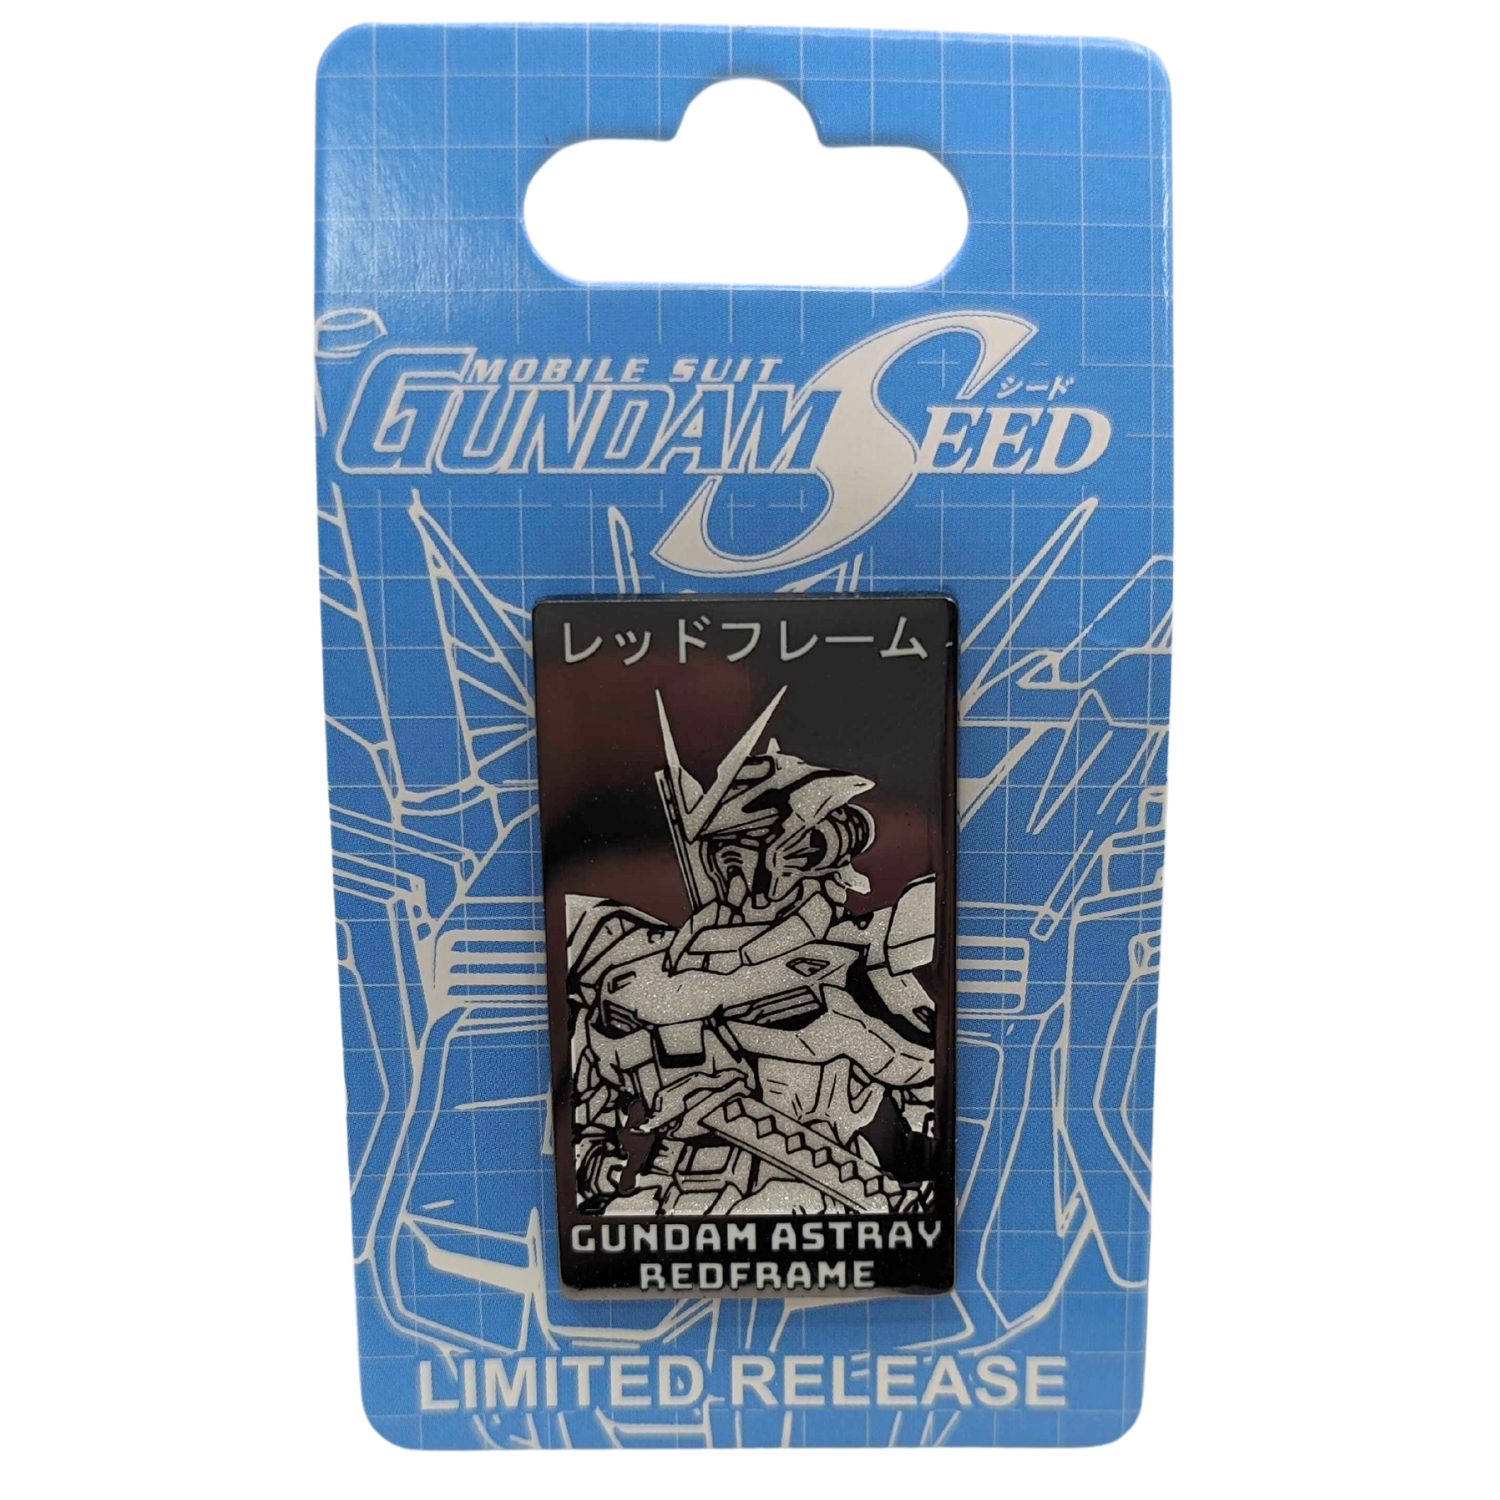 MOBILE SUIT
GUNDAM SEED
シード
レッドフレーム
GUNDAM ASTRAY
REDFRAME
LIMITED RELEASE